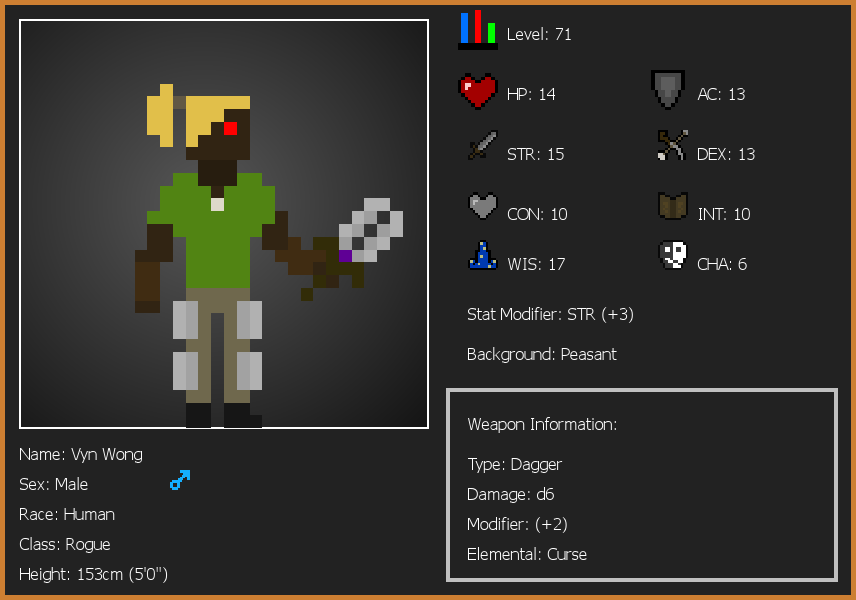 Level: 71
HP: 14
AC: 13
STR: 15
DEX: 13
CON: 10
INT: 10
WIS: 17
CHA: 6
Stat Modifier: STR (+3)
Background: Peasant
Weapon Information:
Type: Dagger
Damage: d6
Modifier: (+2)
Elemental: Curse
Name: Vyn Wong
Sex: Male
Race: Human
Class: Rogue
Height: 153cm (5'0")